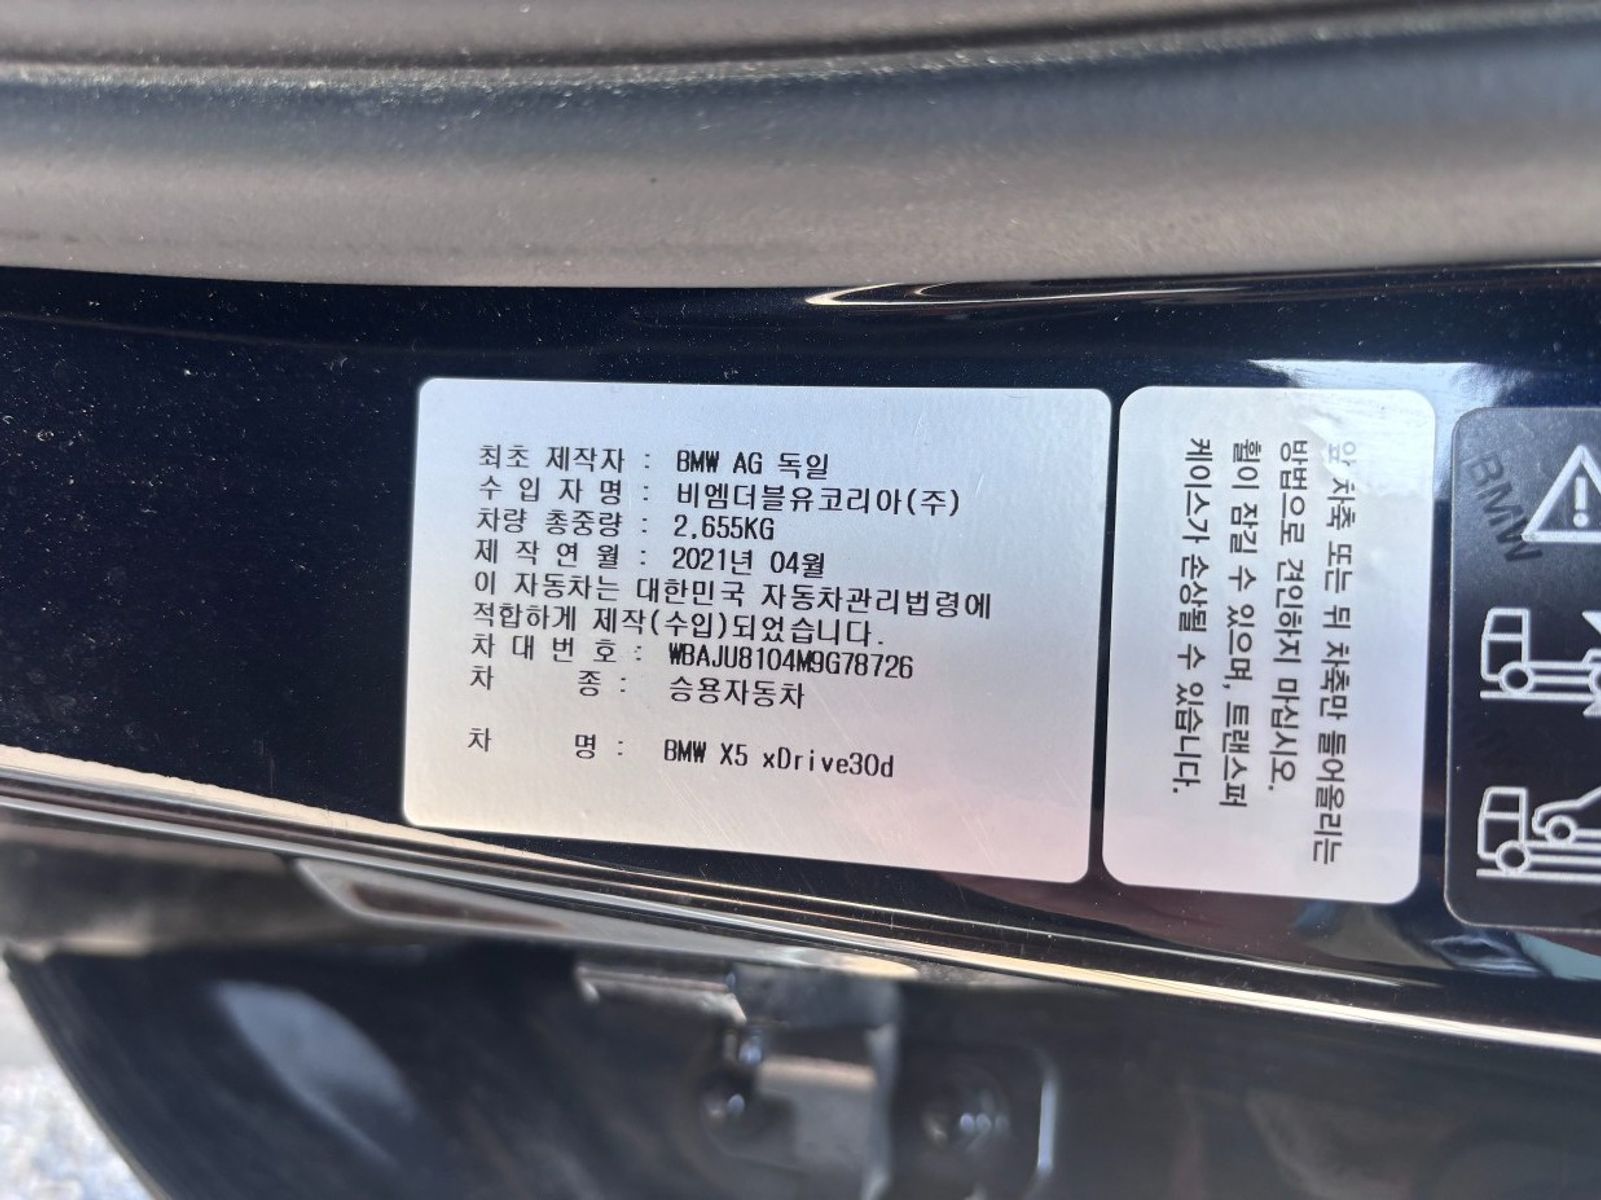 최초 제작자 : BMW AG 독일
수 입 자 명 : 비엠더블유코리아(주)
차량 총중량 : 2,655KG
제 작 연 월 : 2021년 04월
이 자동차는 대한민국 자동차관리법령에
적합하게 제작(수입)되었습니다.
차 대 번 호 : WBAJU8104M9G78726
차 종 : 승용자동차
차 명 : BMW X5 xDrive30d
앞 차축 또는 뒤 차축만 들어올리는
방법으로 견인하지 마십시오.
휠이 잠길 수 있으며, 트랜스퍼
케이스가 손상될 수 있습니다.
BMW